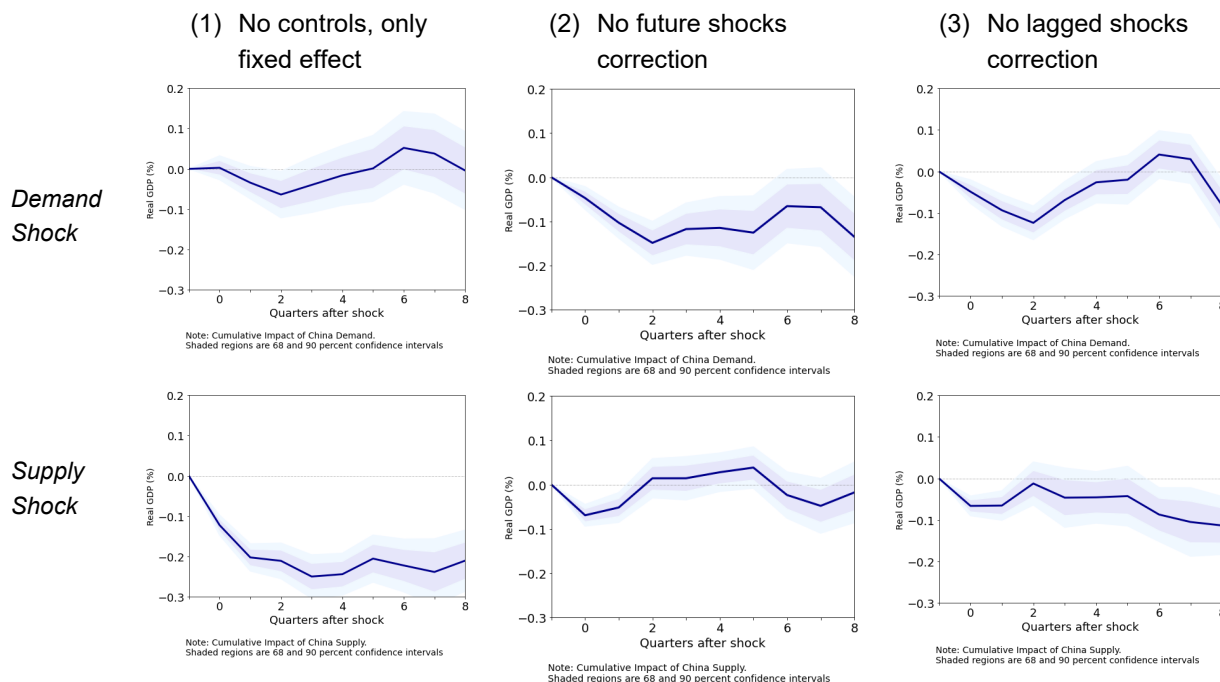 (1) No controls, only
fixed effect
(2) No future shocks
correction
(3) No lagged shocks
correction
Demand
Shock
0.2
0.1
0.0
−0.1
−0.2
−0.3
Real GDP (%)
0 2 4 6 8
Quarters after shock
Note: Cumulative Impact of China Demand.
Shaded regions are 68 and 90 percent confidence intervals
0.2
0.1
0.0
−0.1
−0.2
−0.3
Real GDP (%)
0 2 4 6 8
Quarters after shock
Note: Cumulative Impact of China Demand.
Shaded regions are 68 and 90 percent confidence intervals
0.2
0.1
0.0
−0.1
−0.2
−0.3
Real GDP (%)
0 2 4 6 8
Quarters after shock
Note: Cumulative Impact of China Demand.
Shaded regions are 68 and 90 percent confidence intervals
Supply
Shock
0.2
0.1
0.0
−0.1
−0.2
−0.3
Real GDP (%)
0 2 4 6 8
Quarters after shock
Note: Cumulative Impact of China Supply.
Shaded regions are 68 and 90 percent confidence intervals
0.2
0.1
0.0
−0.1
−0.2
−0.3
Real GDP (%)
0 2 4 6 8
Quarters after shock
Note: Cumulative Impact of China Supply.
Shaded regions are 68 and 90 percent confidence intervals
0.2
0.1
0.0
−0.1
−0.2
−0.3
Real GDP (%)
0 2 4 6 8
Quarters after shock
Note: Cumulative Impact of China Supply.
Shaded regions are 68 and 90 percent confidence intervals